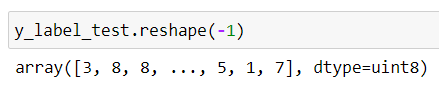 y_label_test.reshape(-1)
array([3, 8, 8, ..., 5, 1, 7], dtype=uint8)